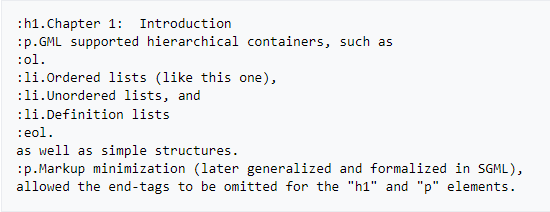 :h1.Chapter 1:  Introduction
:p.GML supported hierarchical containers, such as
:ol.
:li.Ordered lists (like this one),
:li.Unordered lists, and
:li.Definition lists
:eol.
as well as simple structures.
:p.Markup minimization (later generalized and formalized in SGML),
allowed the end-tags to be omitted for the "h1" and "p" elements.